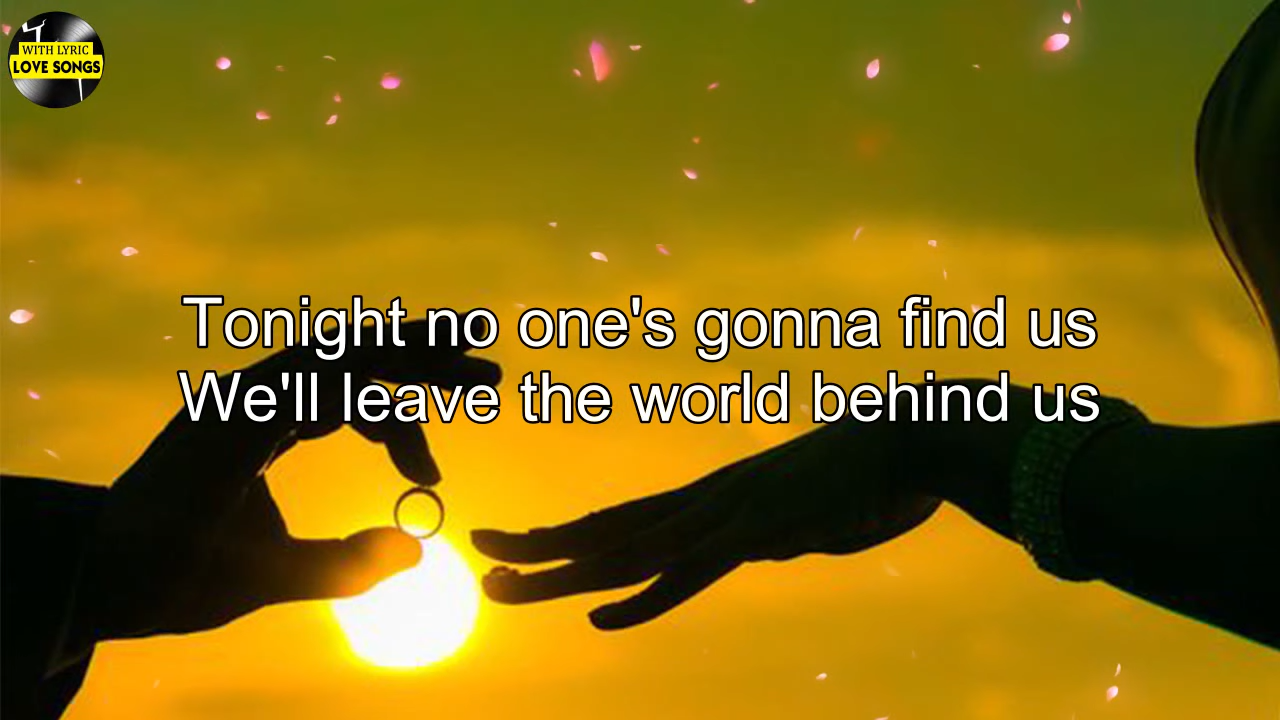 WITH LYRIC
LOVE SONGS
Tonight no one's gonna find us
We'll leave the world behind us